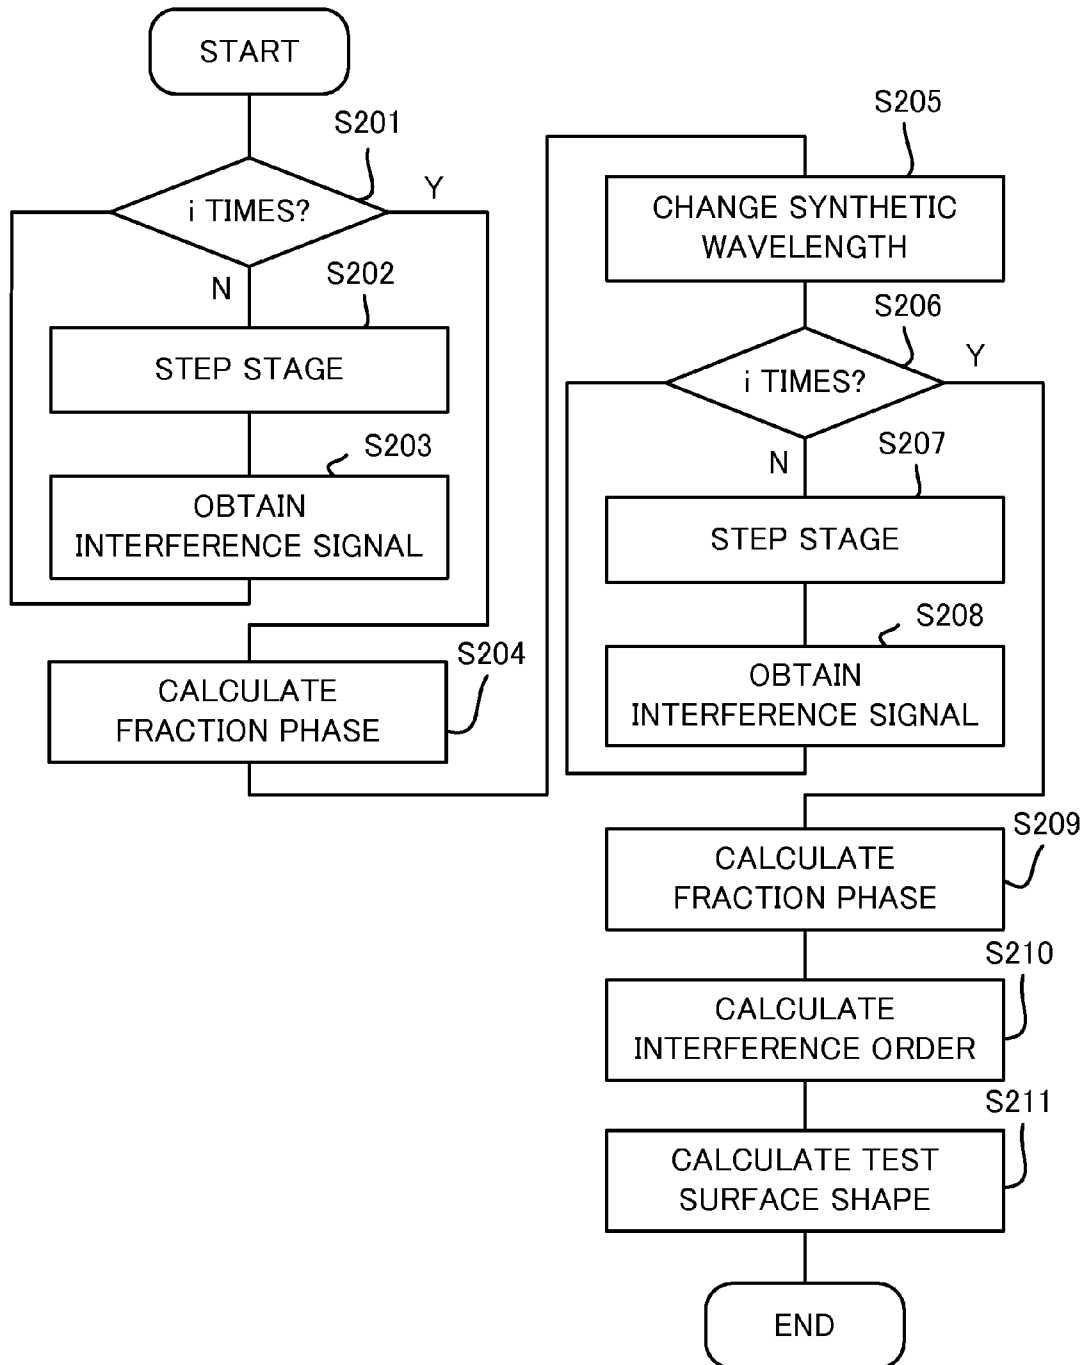 START
S201
i TIMES?
Y
N
S202
STEP STAGE
S203
OBTAIN
INTERFERENCE SIGNAL
S204
CALCULATE
FRACTION PHASE
S205
CHANGE SYNTHETIC
WAVELENGTH
S206
i TIMES?
Y
N
S207
STEP STAGE
S208
OBTAIN
INTERFERENCE SIGNAL
S209
CALCULATE
FRACTION PHASE
S210
CALCULATE
INTERFERENCE ORDER
S211
CALCULATE TEST
SURFACE SHAPE
END